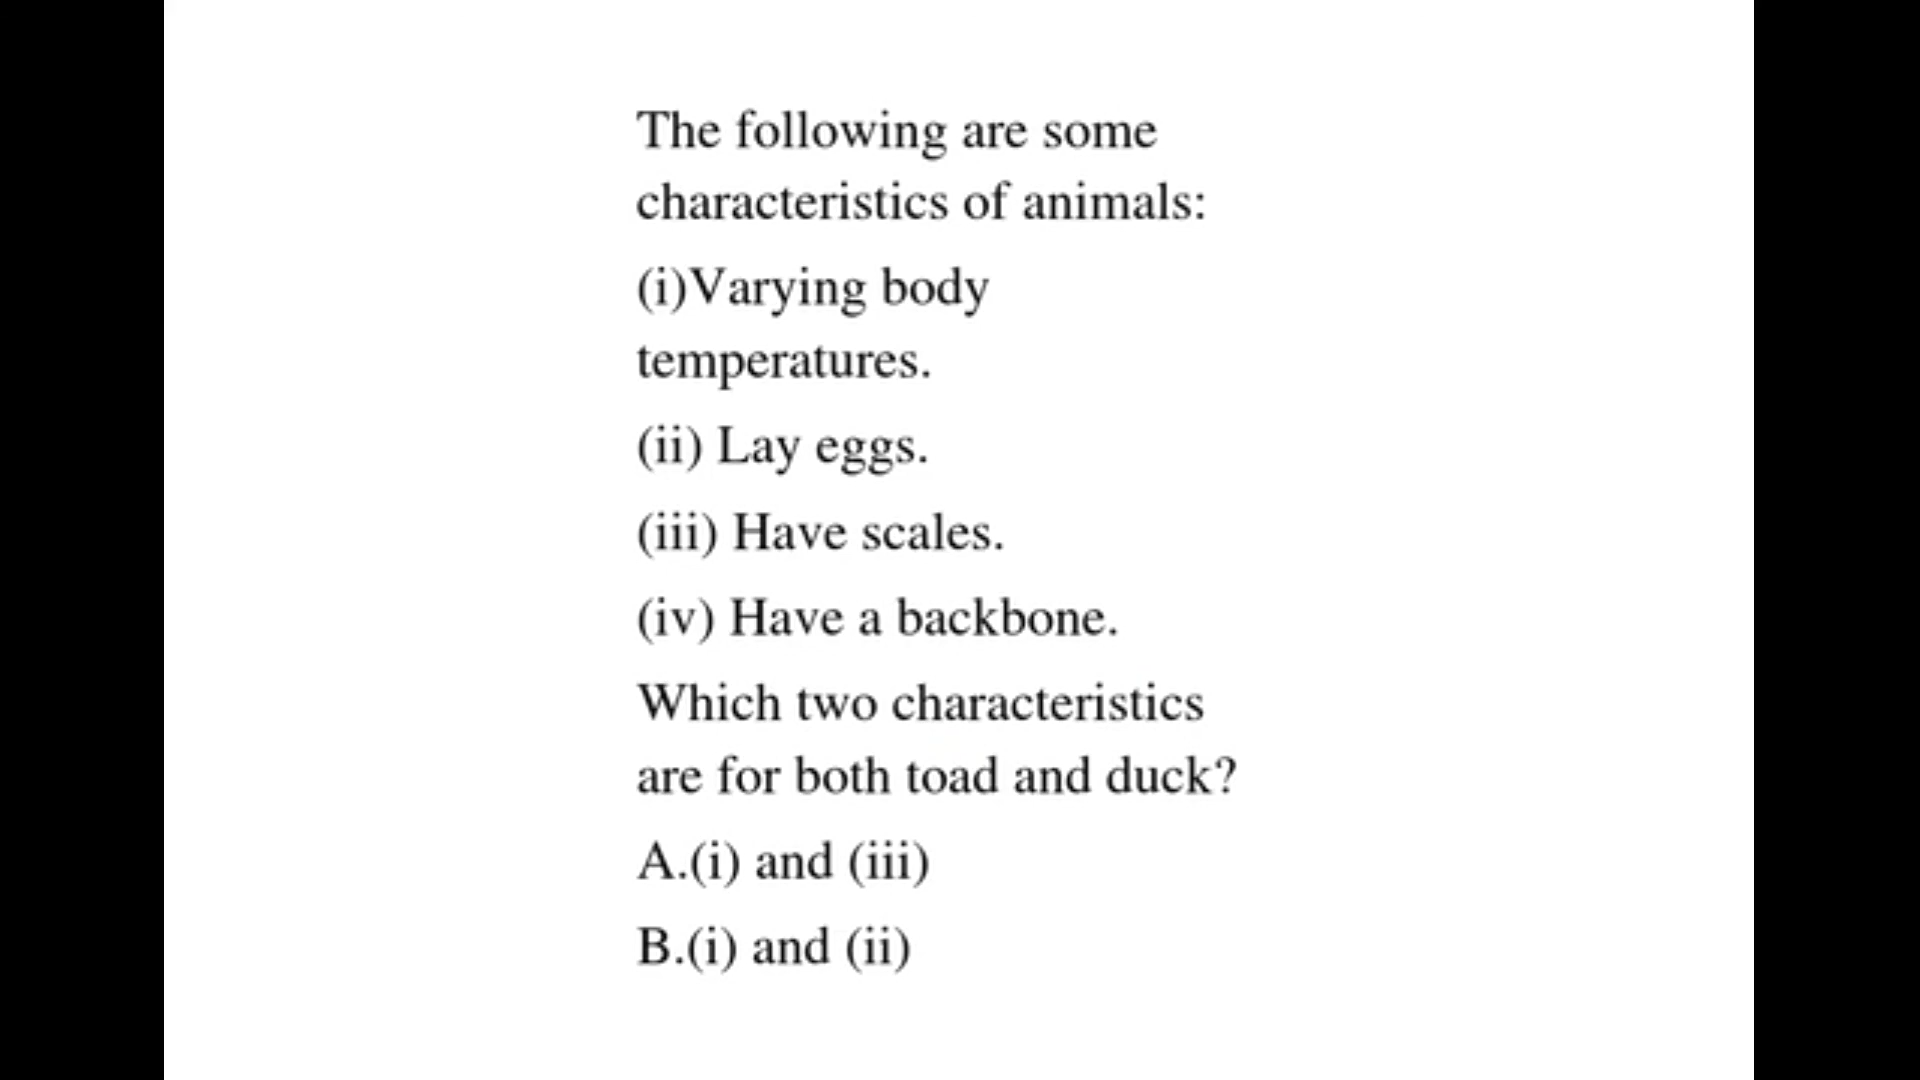 The following are some
characteristics of animals:
(i)Varying body
temperatures.
(ii) Lay eggs.
(iii) Have scales.
(iv) Have a backbone.
Which two characteristics
are for both toad and duck?
A.(i) and (iii)
B.(i) and (ii)